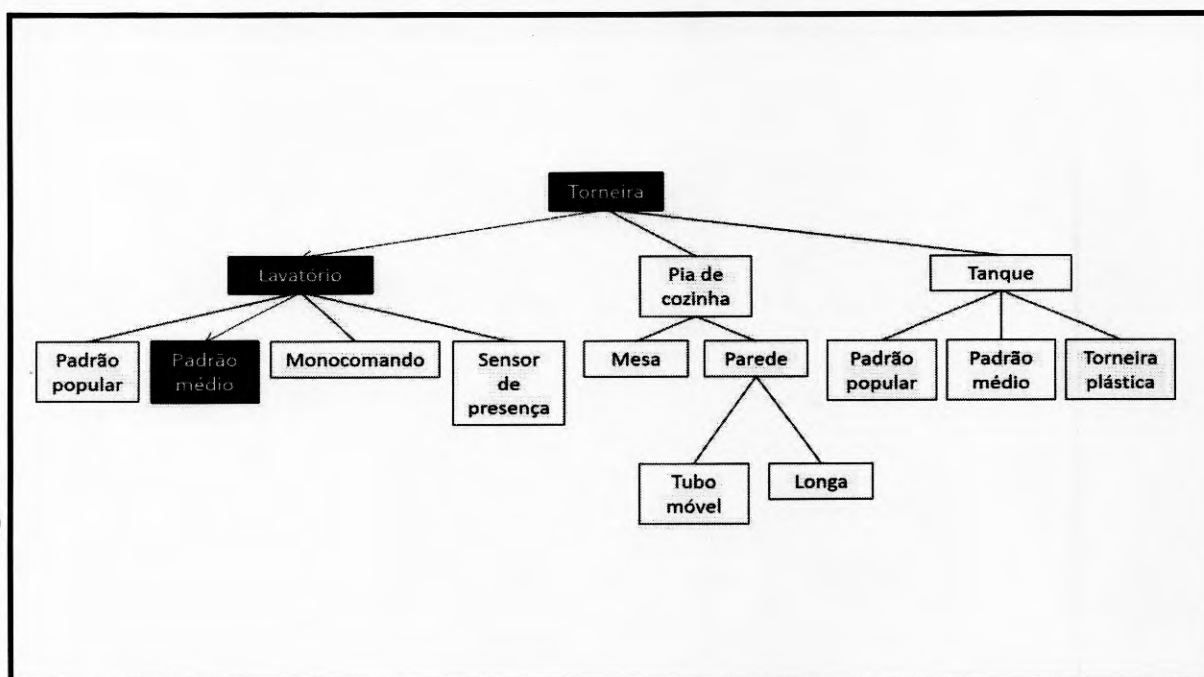 Torneira
Lavatório
Pia de
cozinha
Tanque
Padrão
popular
Padrão
médio
Monocomando
Sensor
de
presença
Mesa
Parede
Padrão
popular
Padrão
médio
Torneira
plástica
Tubo
móvel
Longa